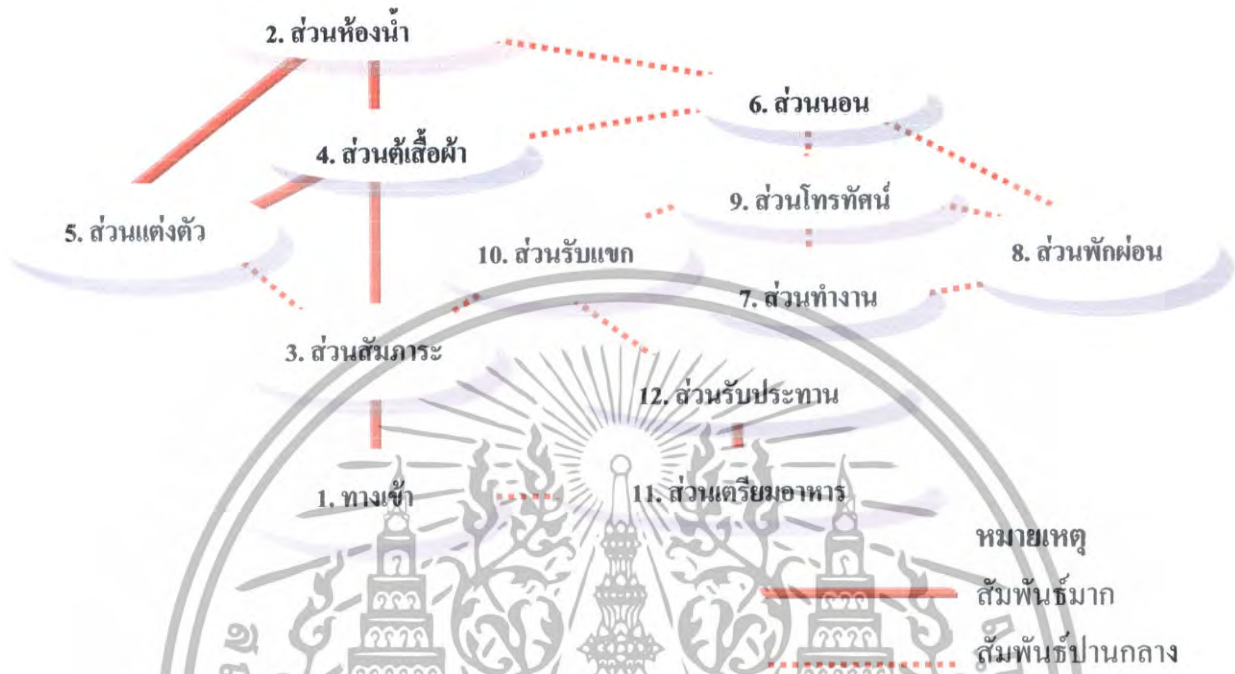 2. ส่วนห้องน้ำ
6. ส่วนนอน
4. ส่วนตู้เสื้อผ้า
9. ส่วนโทรทัศน์
5. ส่วนแต่งตัว
10. ส่วนรับแขก
8. ส่วนพักผ่อน
7. ส่วนทำงาน
3. ส่วนสัมภาระ
12. ส่วนรับประทาน
1. ทางเข้า
11. ส่วนเตรียมอาหาร
หมายเหตุ
สัมพันธ์มาก
สัมพันธ์ปานกลาง